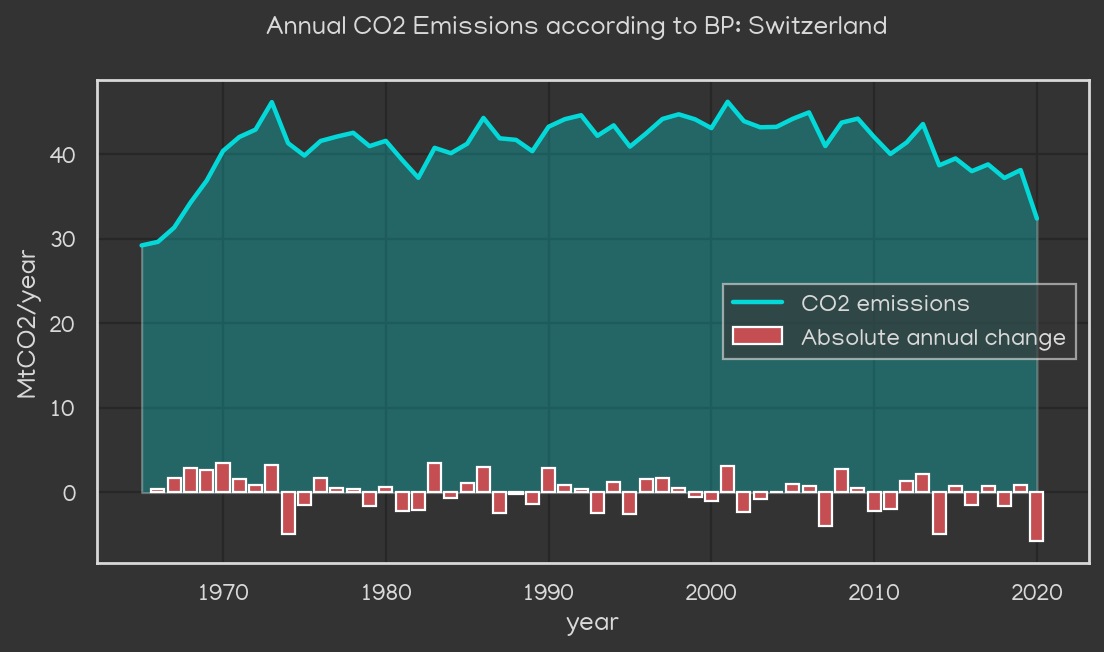 Annual CO2 Emissions according to BP: Switzerland
MtCO2/year
40
30
20
10
0
CO2 emissions
Absolute annual change
1970 1980 1990 2000 2010 2020
year